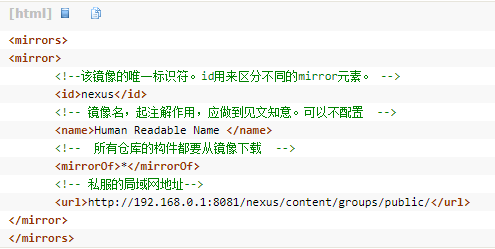 [html]
<mirrors>
<mirror>
<!--该镜像的唯一标识符。id用来区分不同的mirror元素。 -->
<id>nexus</id>
<!-- 镜像名，起注解作用，应做到见文知意。可以不配置  -->
<name>Human Readable Name </name>
<!--  所有仓库的构件都要从镜像下载  -->
<mirrorOf>*</mirrorOf>
<!-- 私服的局域网地址-->
<url>http://192.168.0.1:8081/nexus/content/groups/public/</url>
</mirror>
</mirrors>